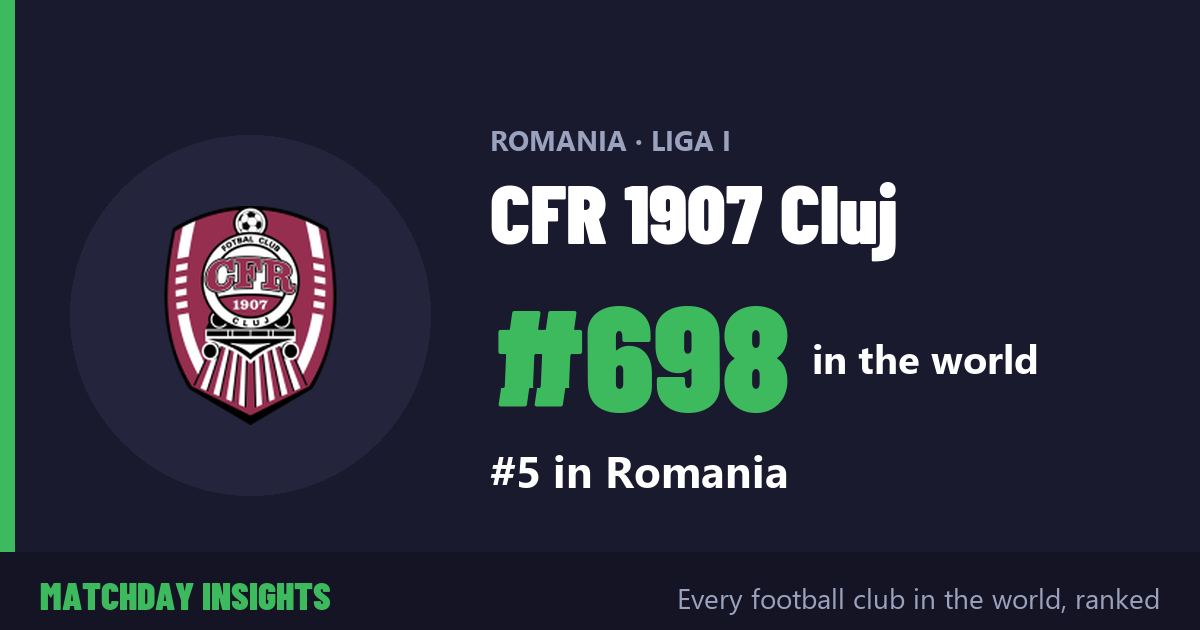 ROMANIA · LIGA I
CFR 1907 Cluj
FOTBAL CLUB
CFR
1907
CLUJ
#698 in the world
#5 in Romania
MATCHDAY INSIGHTS
Every football club in the world, ranked